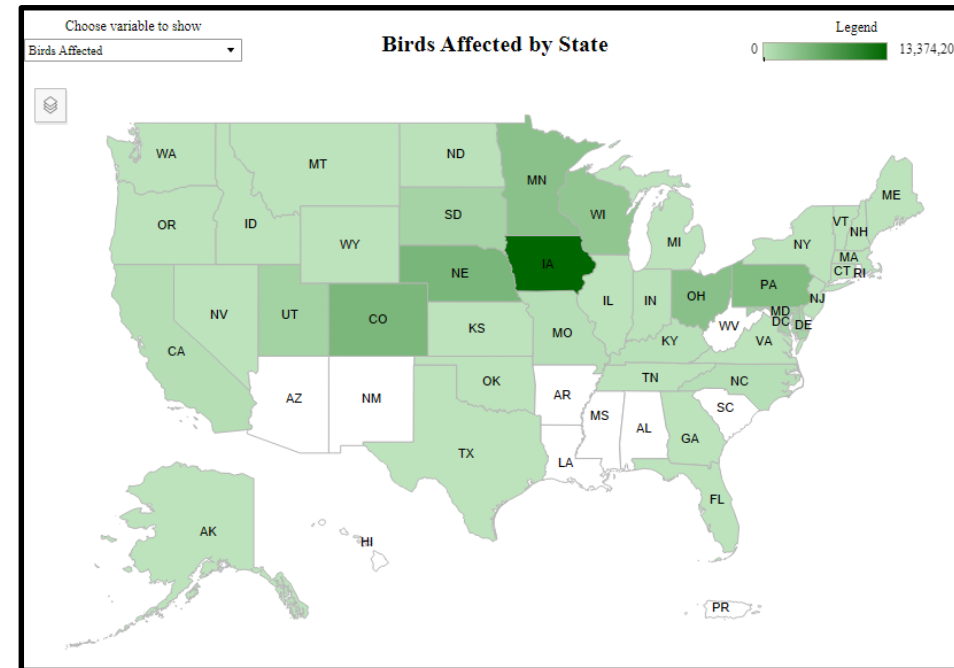 Choose variable to show
Birds Affected
Birds Affected by State
Legend
0
13,374,20
WA
MT
ND
MN
ME
OR
ID
SD
WI
VT
NH
WY
MI
NY
MA
CT
RI
NE
IA
PA
NJ
NV
UT
CO
IL
IN
OH
MD
DC
DE
WV
CA
KS
MO
KY
VA
TN
NC
OK
AZ
NM
AR
SC
MS
AL
GA
TX
LA
FL
AK
HI
PR